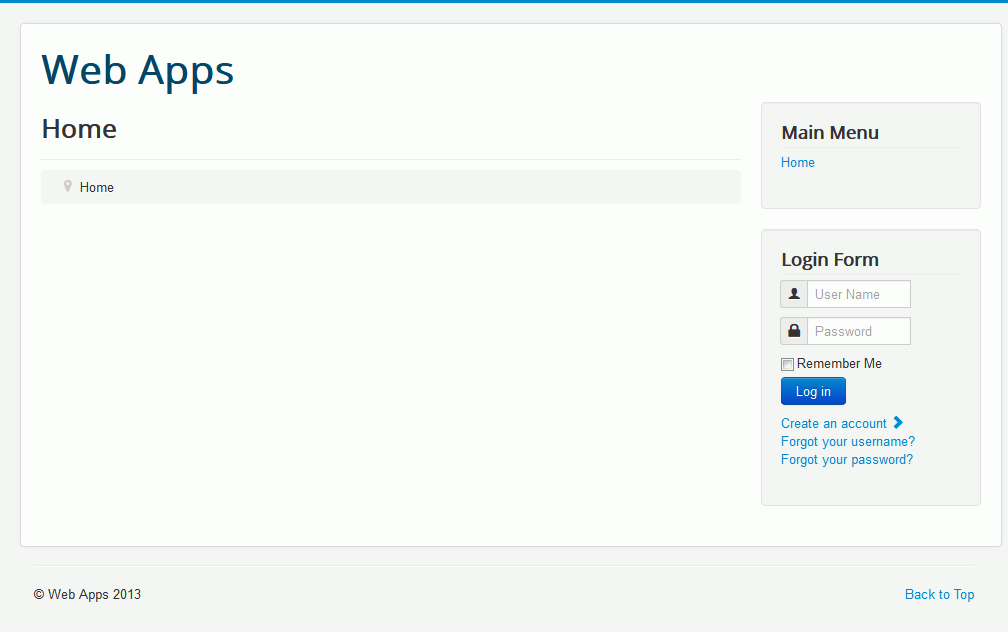 Web Apps
Home
Home
Main Menu
Home
Login Form
User Name
Password
Remember Me
Log in
Create an account
Forgot your username?
Forgot your password?
© Web Apps 2013
Back to Top